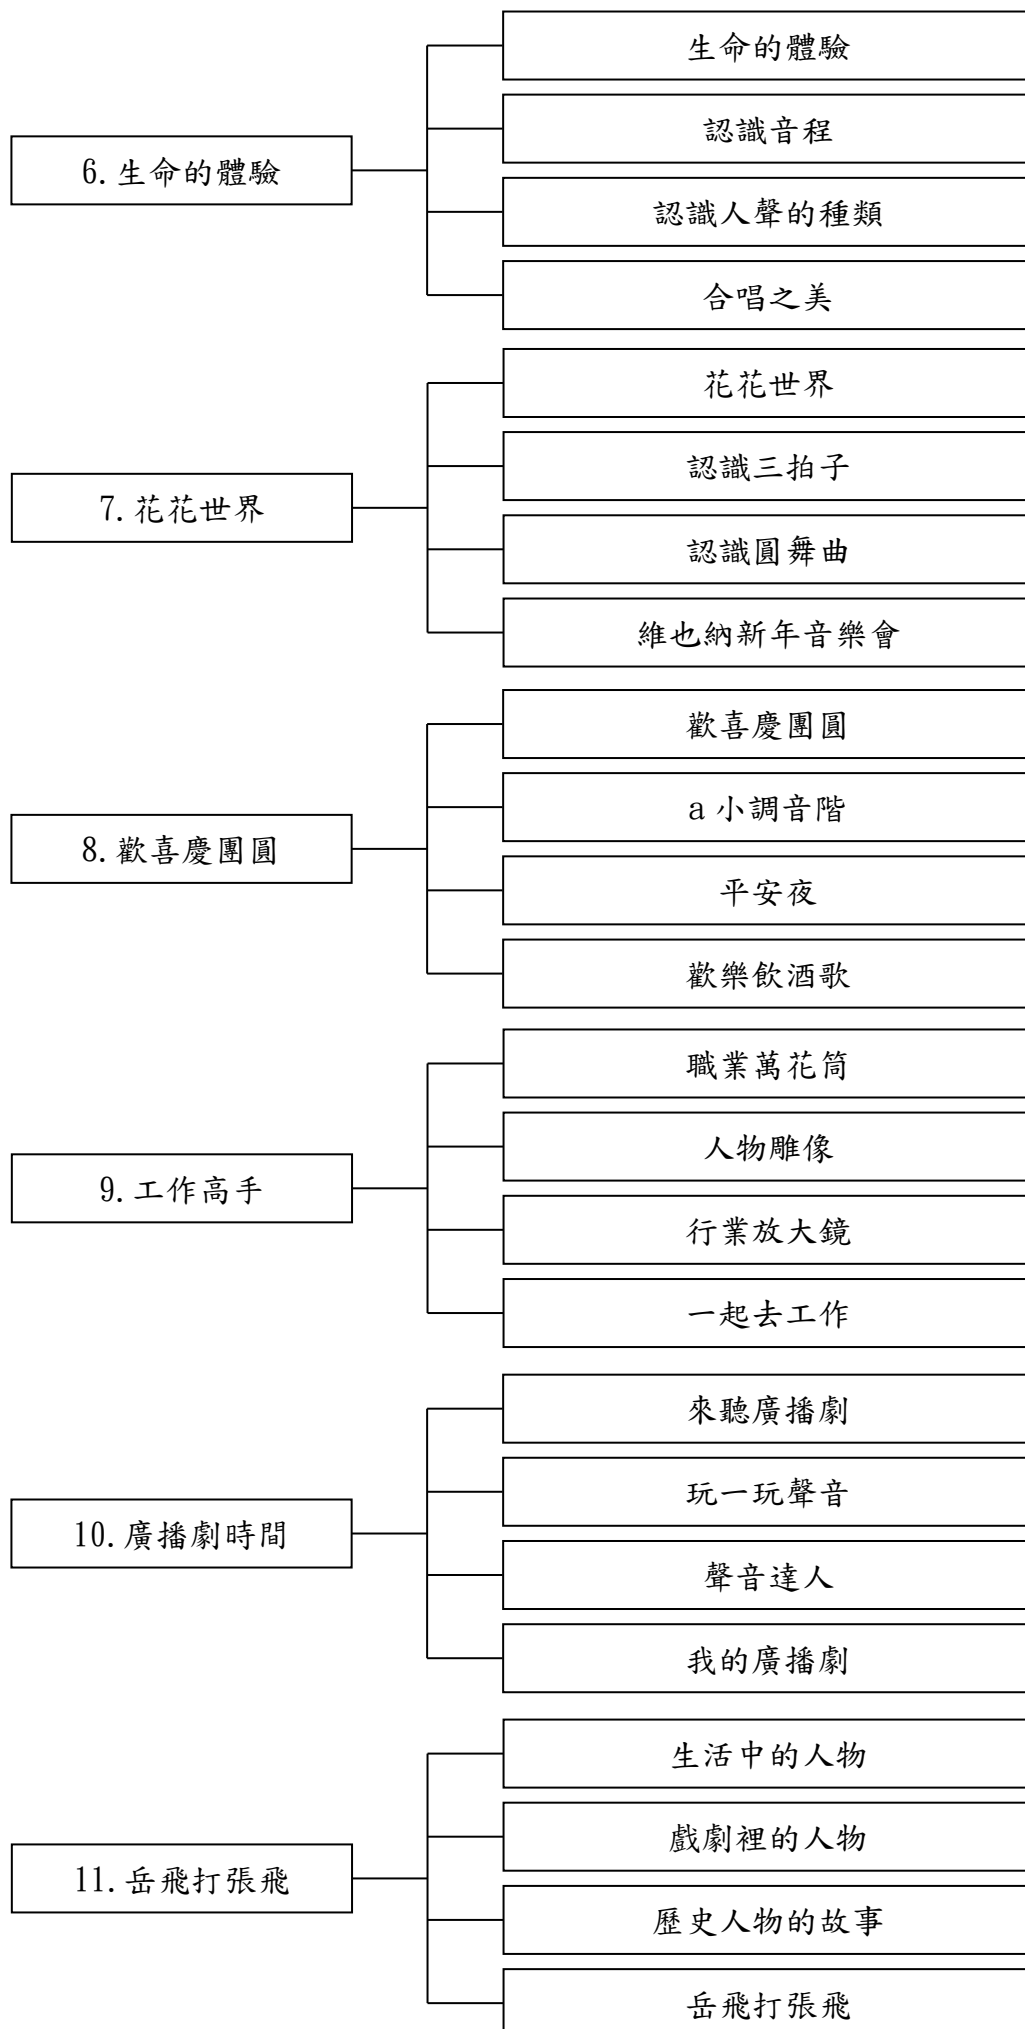 6.生命的體驗
生命的體驗
認識音程
認識人聲的種類
合唱之美
7.花花世界
花花世界
認識三拍子
認識圓舞曲
維也納新年音樂會
8.歡喜慶團圓
歡喜慶團圓
a小調音階
平安夜
歡樂飲酒歌
9.工作高手
職業萬花筒
人物雕像
行業放大鏡
一起去工作
10.廣播劇時間
來聽廣播劇
玩一玩聲音
聲音達人
我的廣播劇
11.岳飛打張飛
生活中的人物
戲劇裡的人物
歷史人物的故事
岳飛打張飛